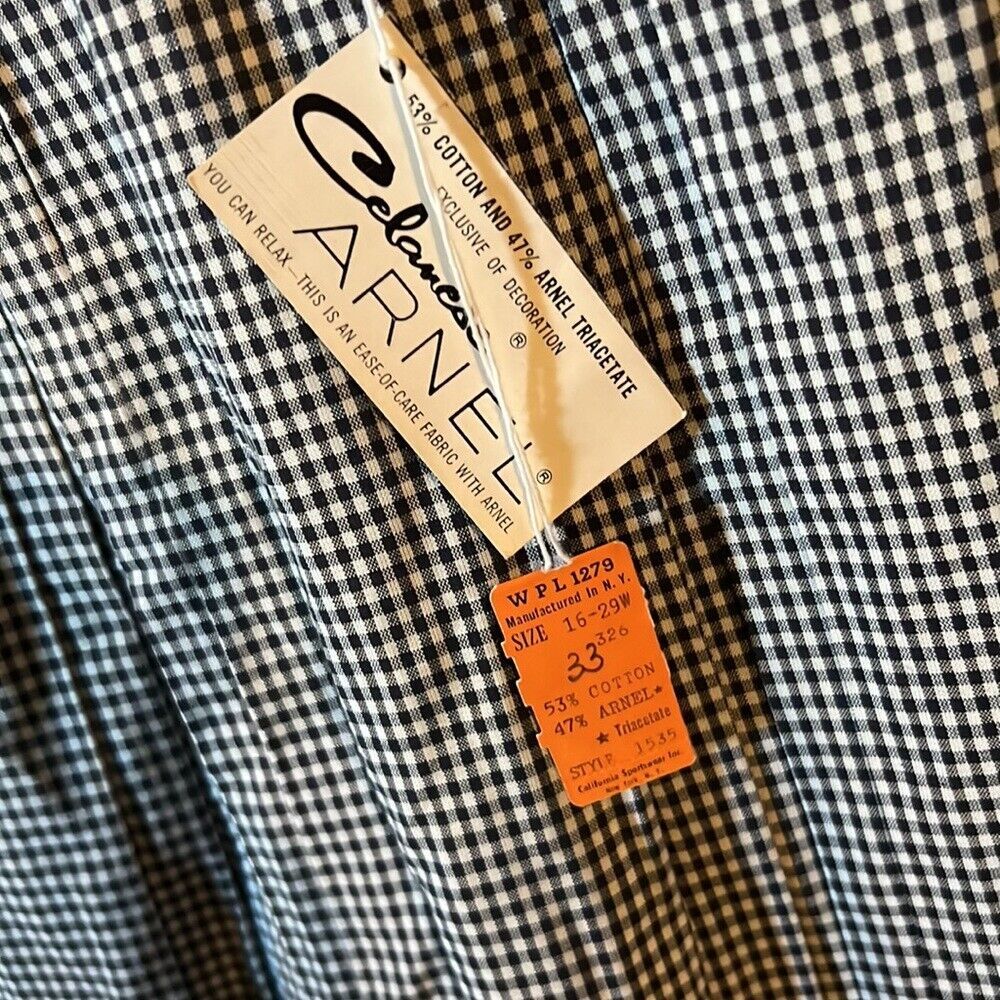 53% COTTON AND 47% ARNEL TRIACETATE
EXCLUSIVE OF DECORATION
Celanese ®
ARNEL ®
YOU CAN RELAX—THIS IS AN EASE-OF-CARE FABRIC WITH ARNEL
WPL 1279
Manufactured in N. Y.
SIZE 16-29W
326
33
53% COTTON
47% ARNEL★
★ Triacetate
STYLE 1535
California Sportswear Inc.
New York, N. Y.